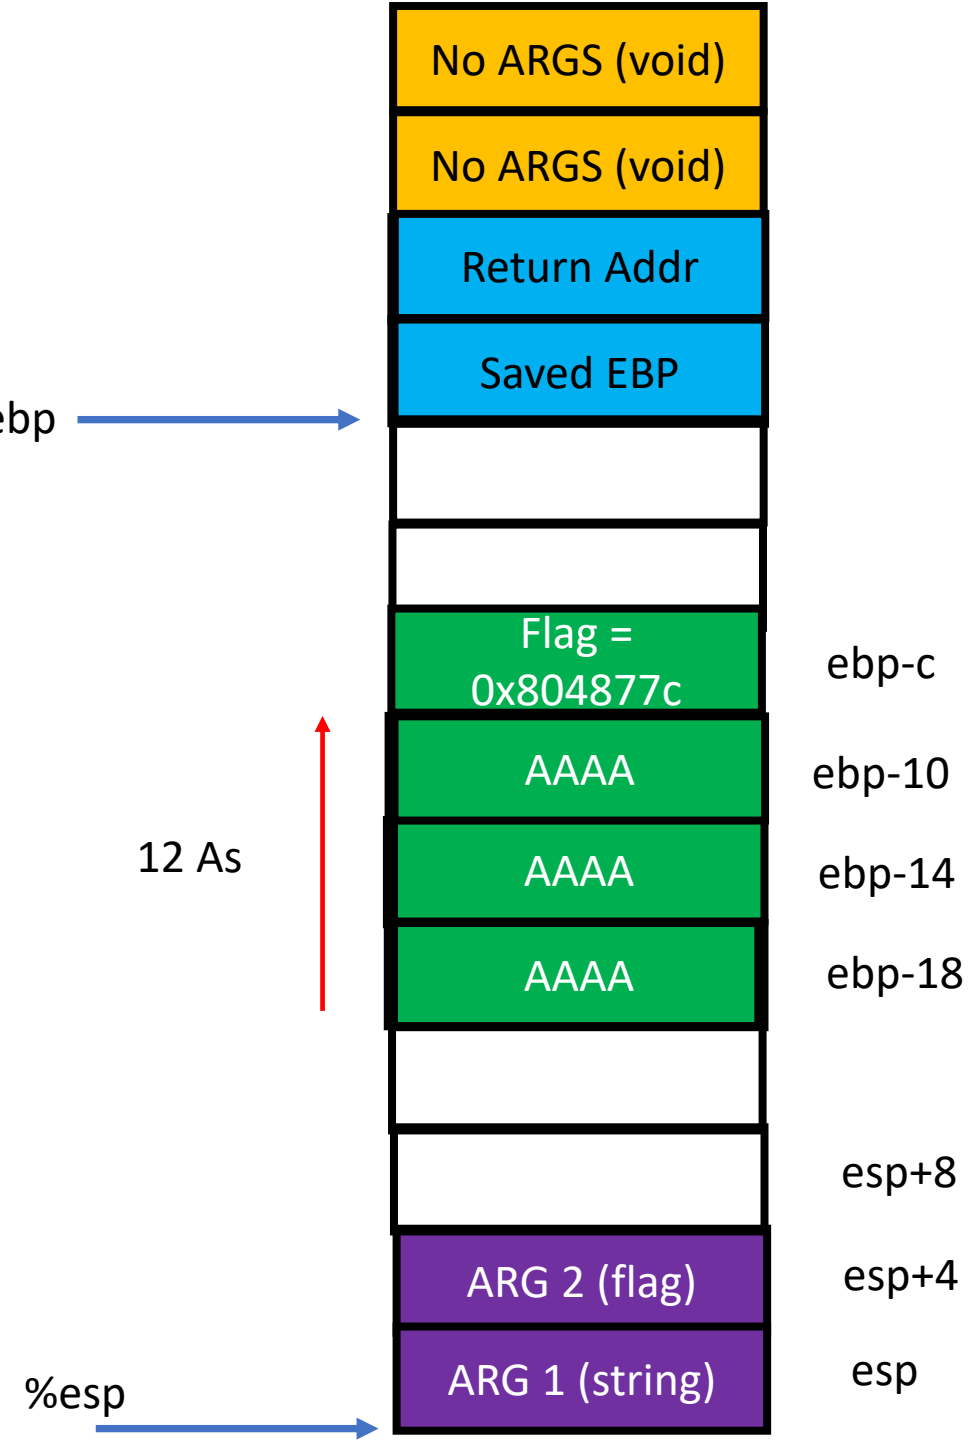 No ARGS (void)
No ARGS (void)
Return Addr
Saved EBP
ebp
Flag =
0x804877c
ebp-c
AAAA
ebp-10
12 As
AAAA
ebp-14
AAAA
ebp-18
esp+8
ARG 2 (flag)
esp+4
ARG 1 (string)
esp
%esp